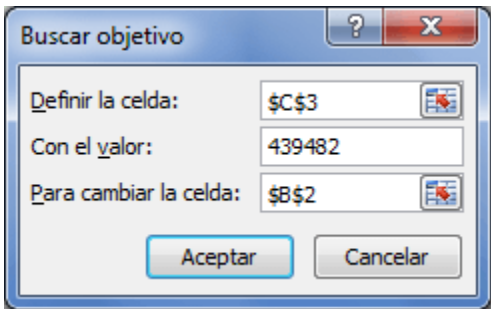 Buscar objetivo
Definir la celda: $C$3
Con el valor: 439482
Para cambiar la celda: $B$2
Aceptar Cancelar